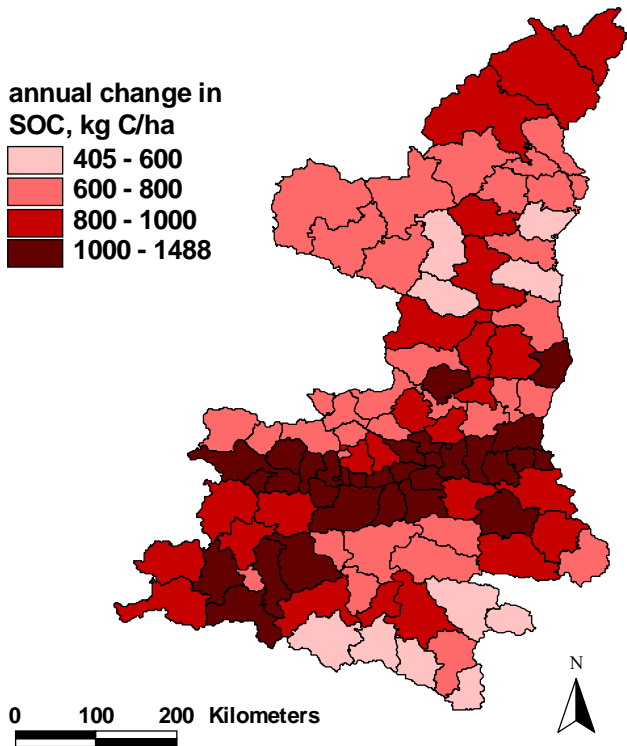 annual change in
SOC, kg C/ha
405 - 600
600 - 800
800 - 1000
1000 - 1488
N
0 100 200 Kilometers